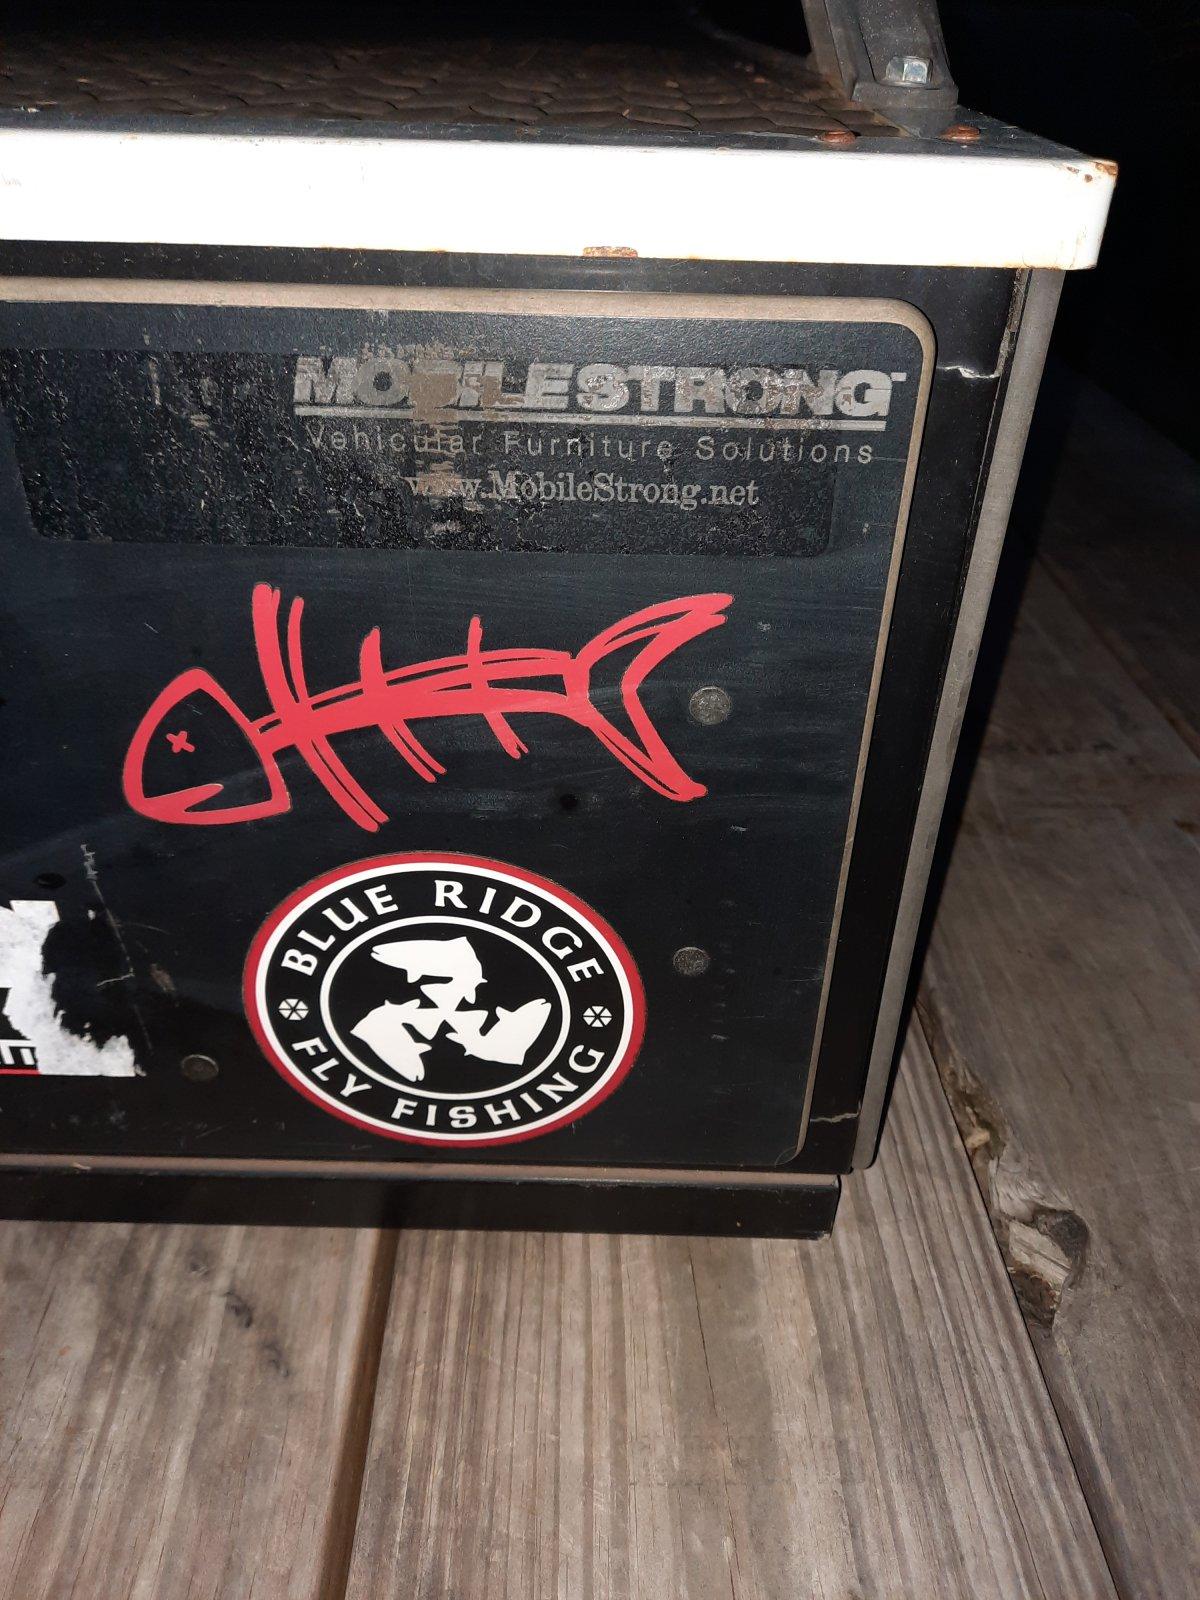 MOBILESTRONG
Vehicular Furniture Solutions
www.MobileStrong.net
BLUE RIDGE
FLY FISHING